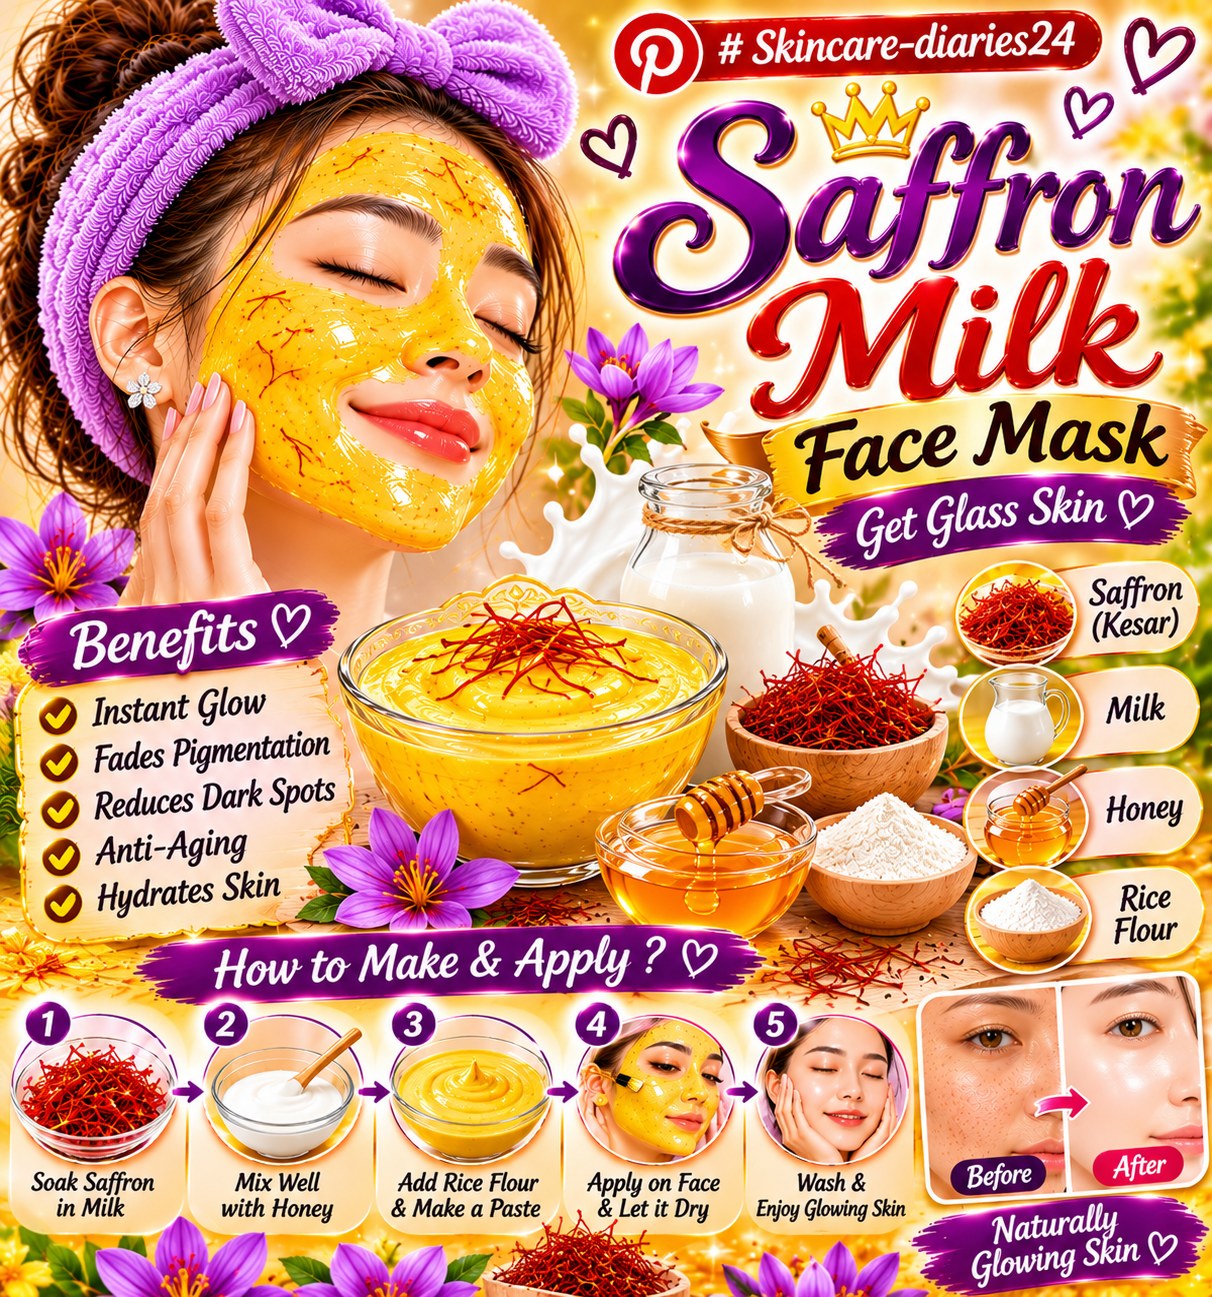 # Skincare-diaries24
Saffron
Milk
Face Mask
Get Glass Skin
Saffron
(Kesar)
Milk
Honey
Rice
Flour
Benefits
Instant Glow
Fades Pigmentation
Reduces Dark Spots
Anti-Aging
Hydrates Skin
How to Make & Apply ?
1
Soak Saffron
in Milk
2
Mix Well
with Honey
3
Add Rice Flour
& Make a Paste
4
Apply on Face
& Let it Dry
5
Wash &
Enjoy Glowing Skin
Before
After
Naturally
Glowing Skin